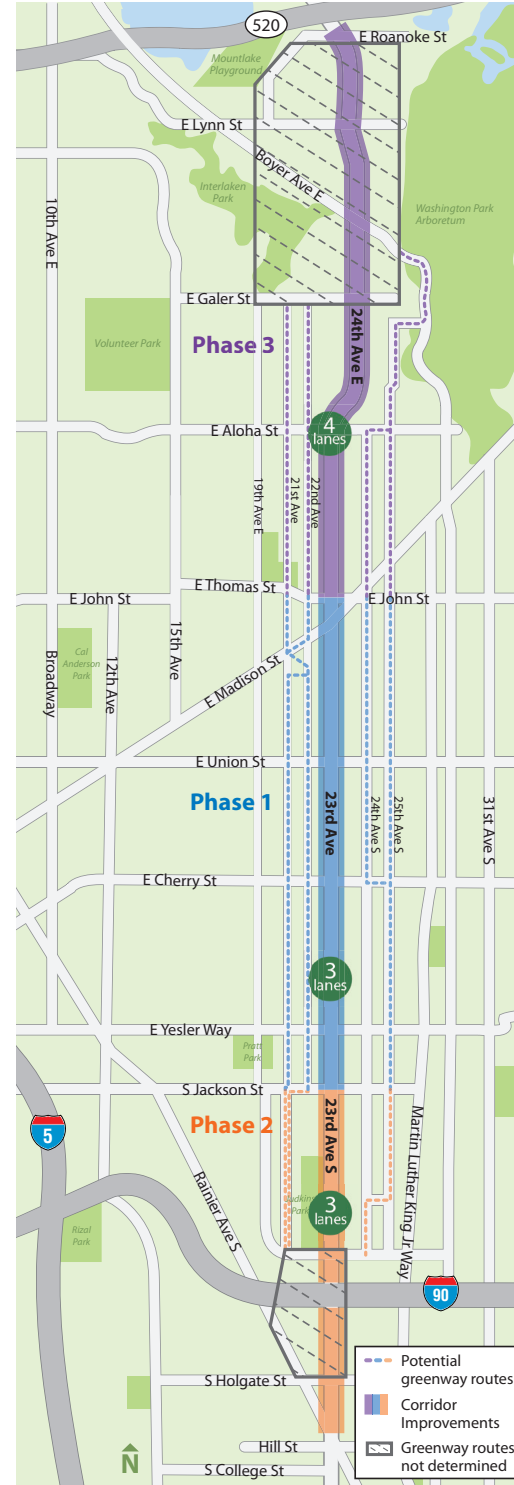 520
E Roanoke St
Mountlake
Playground
E Lynn St
Boyer Ave E
Interlaken
Park
Washington Park
Arboretum
10th Ave E
E Galer St
24th Ave E
Volunteer Park
Phase 3
4
lanes
E Aloha St
19th Ave E
21st Ave
22nd Ave
E Thomas St
E John St
E John St
15th Ave
Cal
Anderson
Park
Broadway
12th Ave
E Madison St
E Union St
Phase 1
23rd Ave
24th Ave S
25th Ave S
31st Ave S
E Cherry St
3
lanes
E Yesler Way
Pratt
Park
S Jackson St
Phase 2
23rd Ave S
Martin Luther King Jr Way
5
Rainier Ave S
Judkins
Park
3
lanes
Rizal
Park
90
S Holgate St
Hill St
S College St
N
Potential
greenway routes
Corridor
Improvements
Greenway routes
not determined